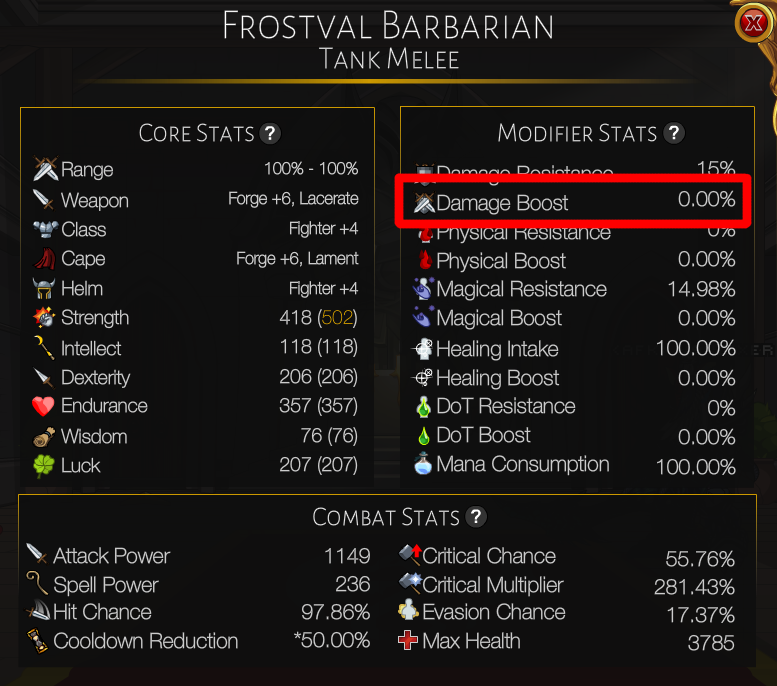 Frostval Barbarian
Tank Melee
Core Stats ?
Range 100% - 100%
Weapon Forge +6, Lacerate
Class Fighter +4
Cape Forge +6, Lament
Helm Fighter +4
Strength 418 (502)
Intellect 118 (118)
Dexterity 206 (206)
Endurance 357 (357)
Wisdom 76 (76)
Luck 207 (207)
Modifier Stats ?
Damage Resistance 15%
Damage Boost 0.00%
Physical Resistance 0%
Physical Boost 0.00%
Magical Resistance 14.98%
Magical Boost 0.00%
Healing Intake 100.00%
Healing Boost 0.00%
DoT Resistance 0%
DoT Boost 0.00%
Mana Consumption 100.00%
Combat Stats ?
Attack Power 1149
Spell Power 236
Hit Chance 97.86%
Cooldown Reduction *50.00%
Critical Chance 55.76%
Critical Multiplier 281.43%
Evasion Chance 17.37%
Max Health 3785